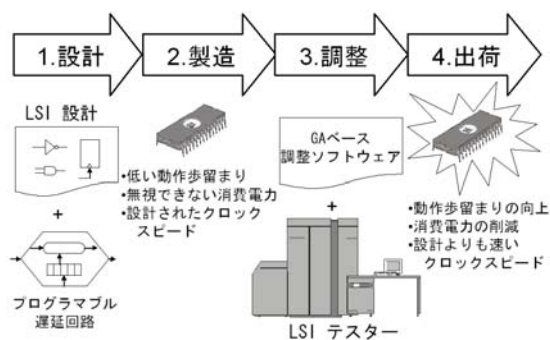 1.設計
2.製造
3.調整
4.出荷
LSI 設計
+
プログラマブル
遅延回路
•低い動作歩留まり
•無視できない消費電力
•設計されたクロック
スピード
GAベース
調整ソフトウェア
+
LSI テスター
•動作歩留まりの向上
•消費電力の削減
•設計よりも速い
クロックスピード